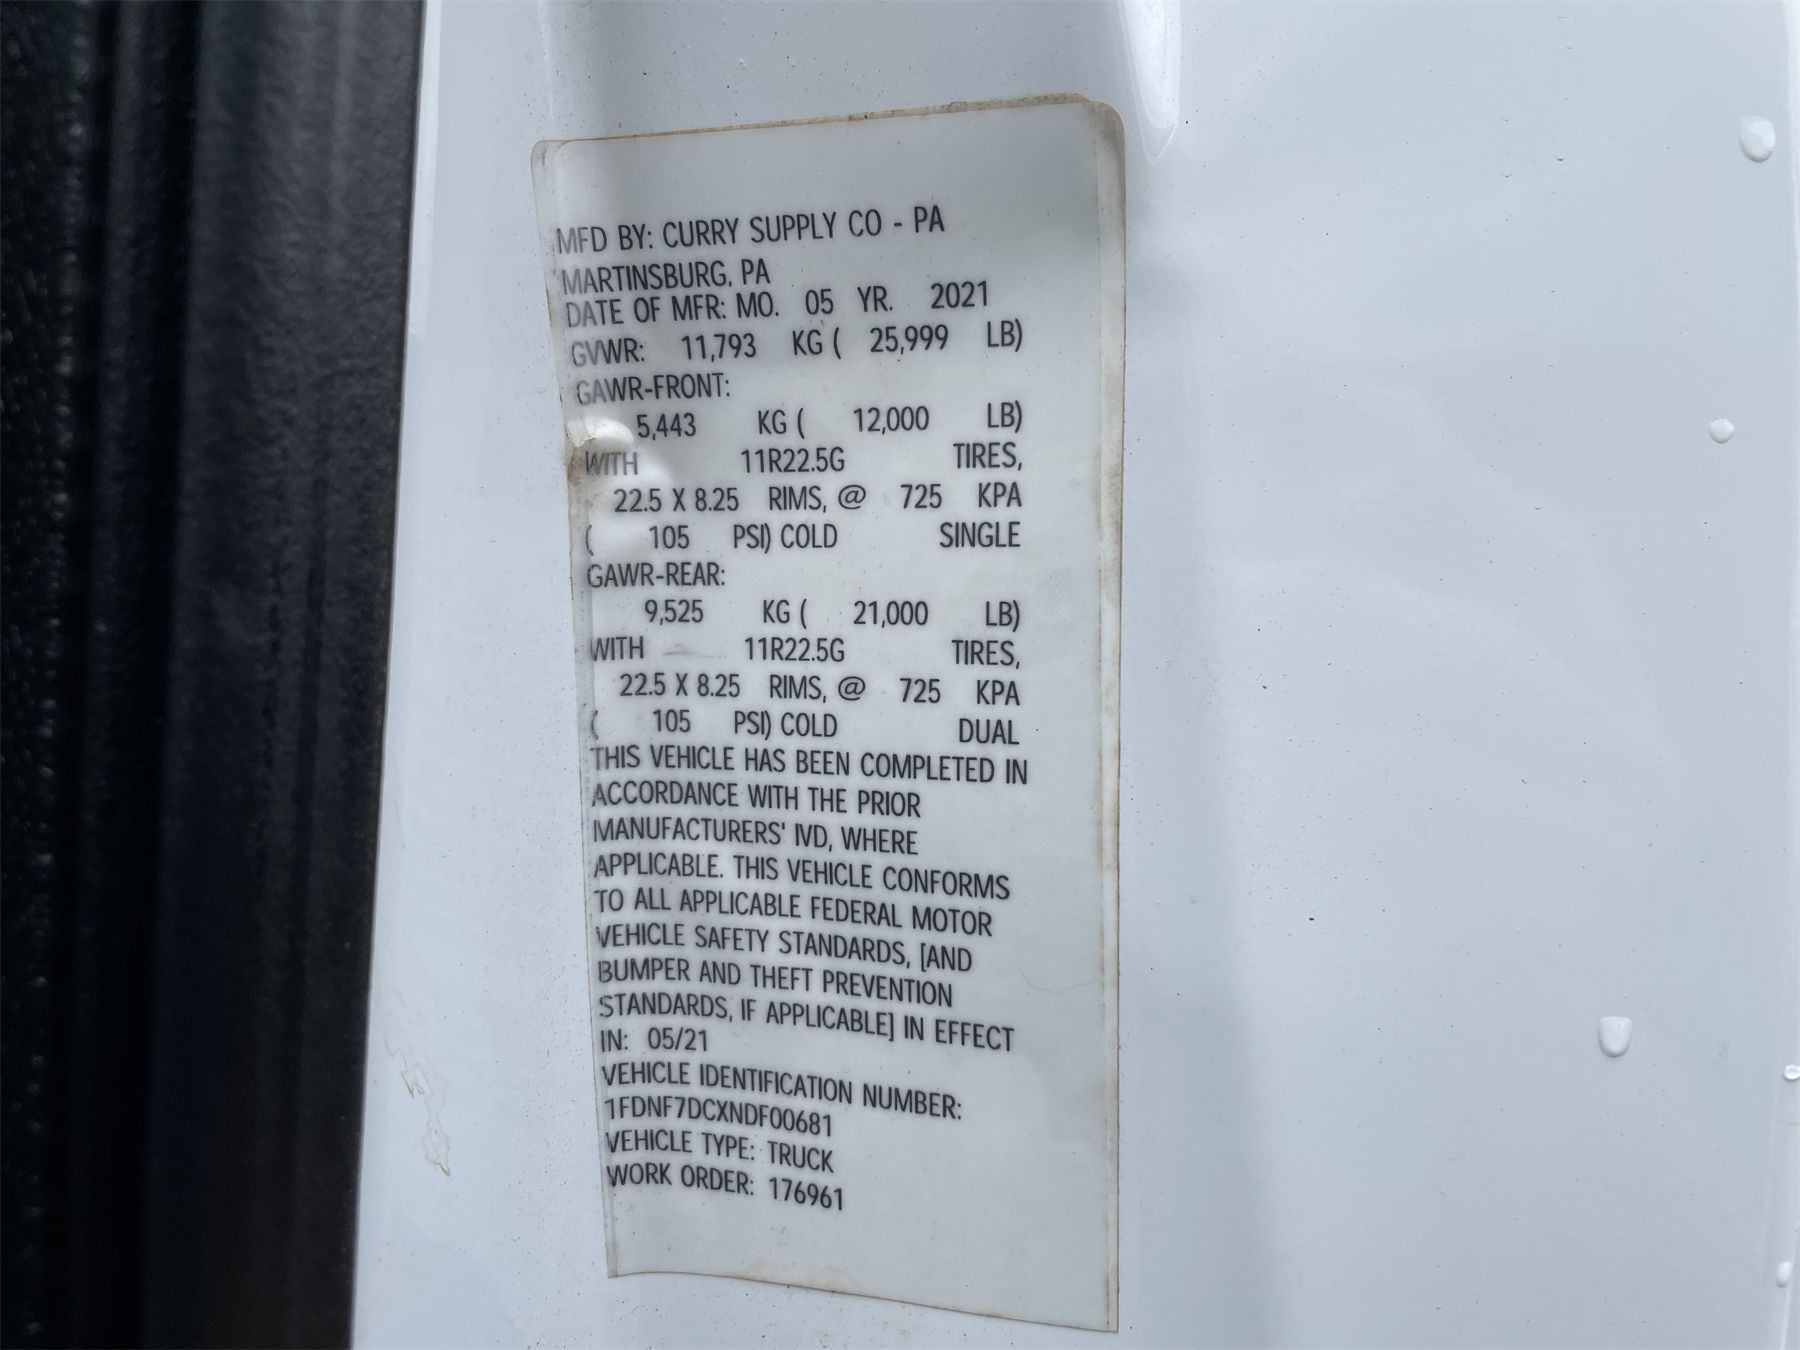 MFD BY: CURRY SUPPLY CO - PA
MARTINSBURG, PA
DATE OF MFR: MO. 05 YR. 2021
GVWR: 11,793 KG ( 25,999 LB)
GAWR-FRONT:
5,443 KG ( 12,000 LB)
WITH 11R22.5G TIRES,
22.5 X 8.25 RIMS, @ 725 KPA
( 105 PSI) COLD SINGLE
GAWR-REAR:
9,525 KG ( 21,000 LB)
WITH 11R22.5G TIRES,
22.5 X 8.25 RIMS, @ 725 KPA
( 105 PSI) COLD DUAL
THIS VEHICLE HAS BEEN COMPLETED IN
ACCORDANCE WITH THE PRIOR
MANUFACTURERS' IVD, WHERE
APPLICABLE. THIS VEHICLE CONFORMS
TO ALL APPLICABLE FEDERAL MOTOR
VEHICLE SAFETY STANDARDS, [AND
BUMPER AND THEFT PREVENTION
STANDARDS, IF APPLICABLE] IN EFFECT
IN: 05/21
VEHICLE IDENTIFICATION NUMBER:
1FDNF7DCXNDF00681
VEHICLE TYPE: TRUCK
WORK ORDER: 176961